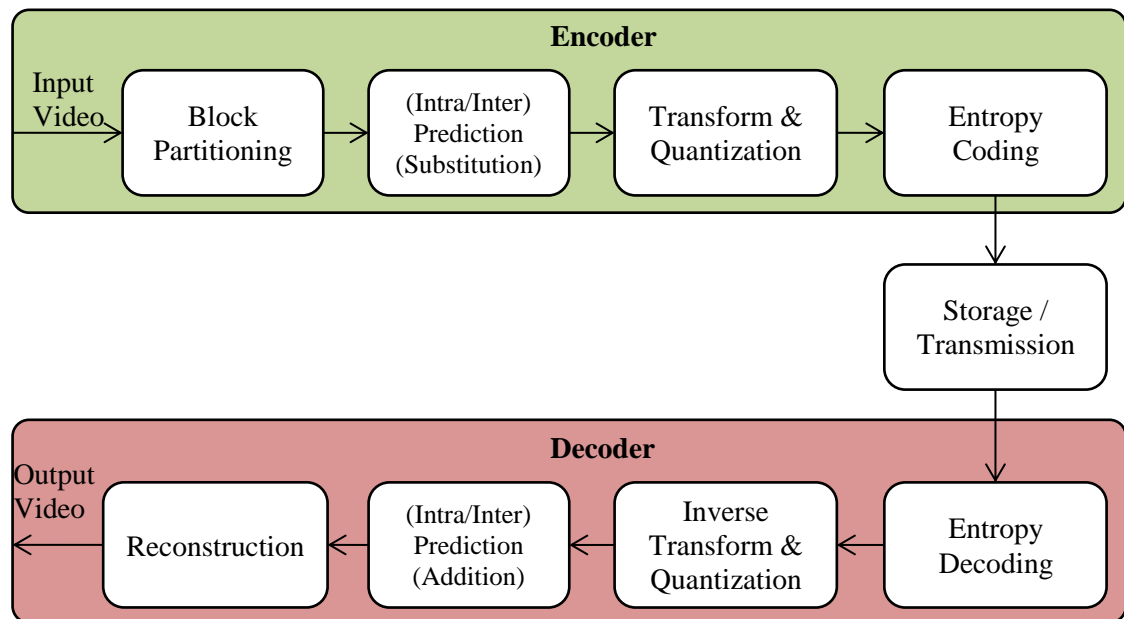 Encoder
Input
Video
Block
Partitioning
(Intra/Inter)
Prediction
(Substitution)
Transform &
Quantization
Entropy
Coding
Storage /
Transmission
Decoder
Output
Video
Reconstruction
(Intra/Inter)
Prediction
(Addition)
Inverse
Transform &
Quantization
Entropy
Decoding